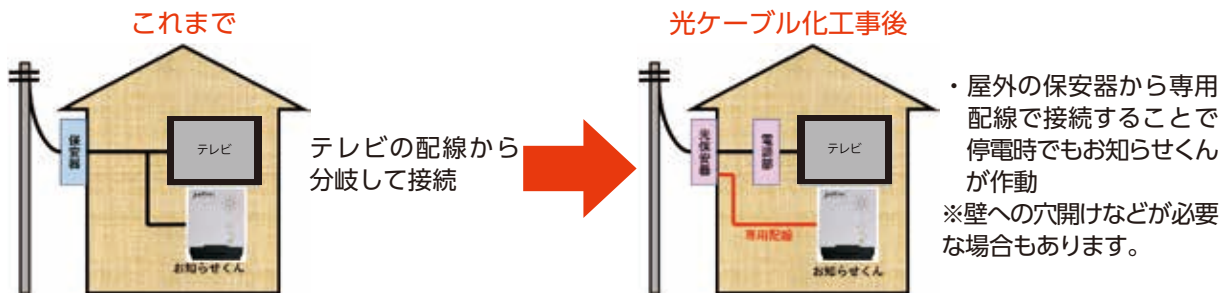 これまで
保安器
テレビ
お知らせくん
テレビの配線から
分岐して接続
光ケーブル化工事後
光保安器
電源部
テレビ
専用配線
お知らせくん
・屋外の保安器から専用
配線で接続することで
停電時でもお知らせくん
が作動
※壁への穴開けなどが必要
な場合もあります。